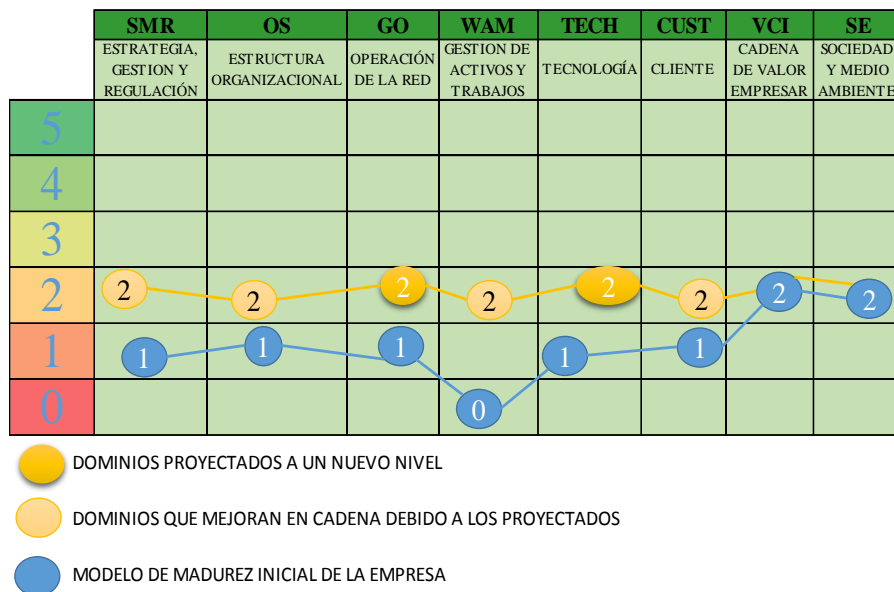 SMR OS GO WAM TECH CUST VCI SE
ESTRATEGIA,
GESTION Y
REGULACIÓN
ESTRUCTURA
ORGANIZACIONAL
OPERACIÓN
DE LA RED
GESTION DE
ACTIVOS Y
TRABAJOS
TECNOLOGÍA
CLIENTE
CADENA
DE VALOR
EMPRESAR
SOCIEDAD
Y MEDIO
AMBIENTE
5
4
3
2 2 2 2 2 2 2 2 2
1 1 1 1 1 1
0 0
DOMINIOS PROYECTADOS A UN NUEVO NIVEL
DOMINIOS QUE MEJORAN EN CADENA DEBIDO A LOS PROYECTADOS
MODELO DE MADUREZ INICIAL DE LA EMPRESA